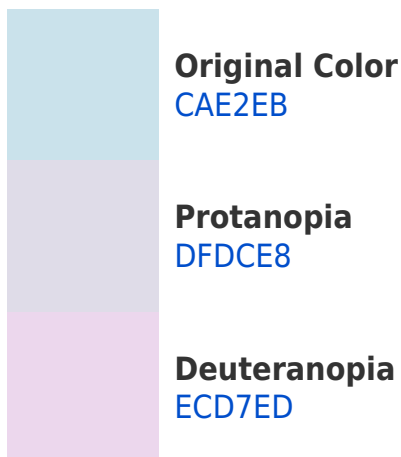 Original Color
CAE2EB
Protanopia
DFDCE8
Deuteranopia
ECD7ED